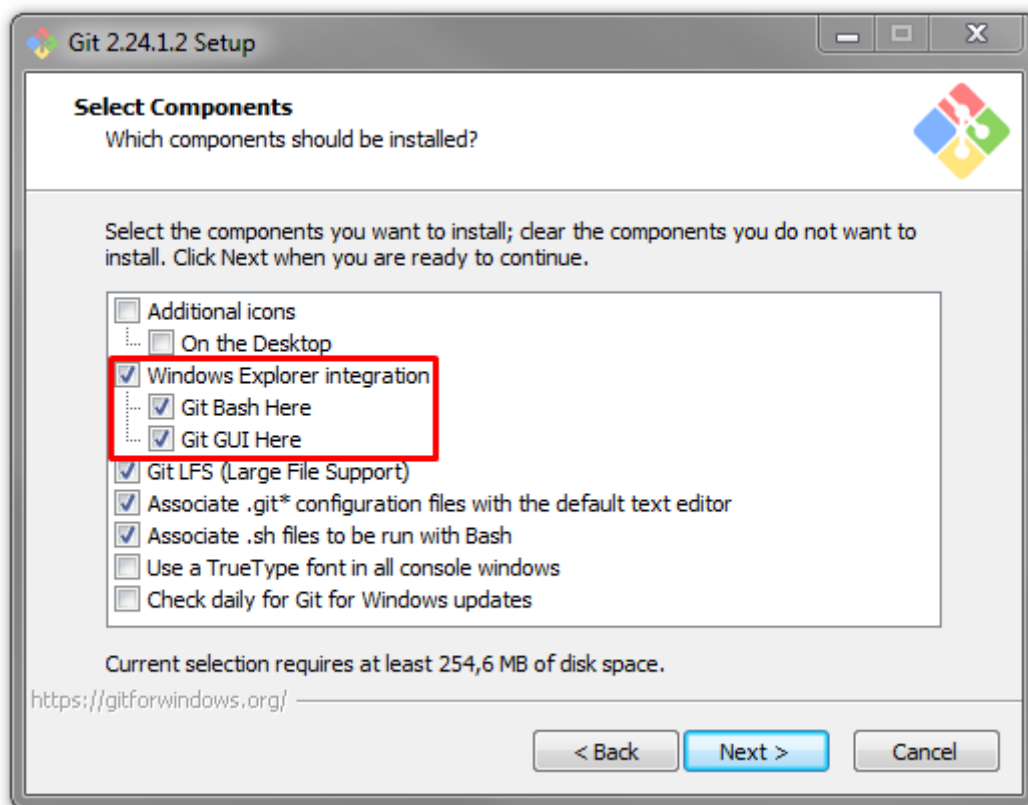 Git 2.24.1.2 Setup
Select Components
Which components should be installed?
Select the components you want to install; clear the components you do not want to
install. Click Next when you are ready to continue.
Additional icons
On the Desktop
Windows Explorer integration
Git Bash Here
Git GUI Here
Git LFS (Large File Support)
Associate .git* configuration files with the default text editor
Associate .sh files to be run with Bash
Use a TrueType font in all console windows
Check daily for Git for Windows updates
Current selection requires at least 254,6 MB of disk space.
https://gitforwindows.org/
< Back
Next >
Cancel